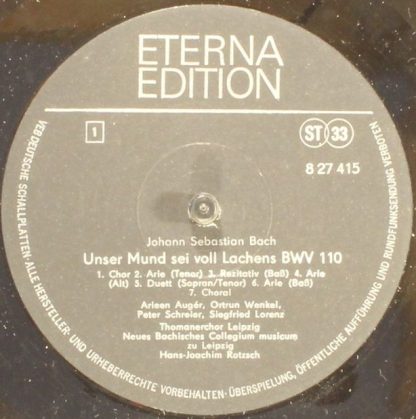 ETERNA
EDITION
1
ST 33
8 27 415
Johann Sebastian Bach
Unser Mund sei voll Lachens BWV 110
1. Chor 2. Arie (Tenor) 3. Rezitativ (Baß) 4. Arie
(Alt) 5. Duett (Sopran/Tenor) 6. Arie (Baß)
7. Choral
Arleen Augér, Ortrun Wenkel,
Peter Schreier, Siegfried Lorenz
Thomanerchor Leipzig
Neues Bachisches Collegium musicum
zu Leipzig
Hans-Joachim Rotzsch
VEB DEUTSCHE SCHALLPLATTEN · ALLE HERSTELLER- UND URHEBERRECHTE VORBEHALTEN · ÜBERSPIELUNG, ÖFFENTLICHE AUFFÜHRUNG UND RUNDFUNKSENDUNG VERBOTEN